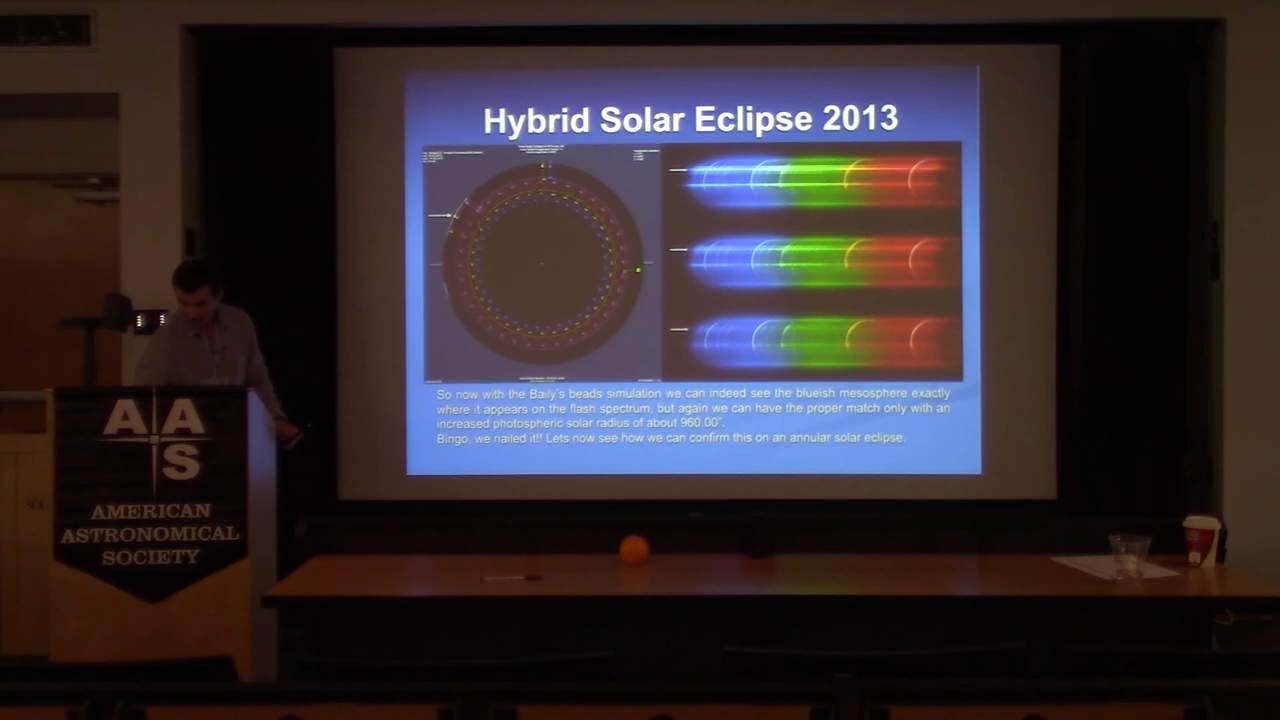 Hybrid Solar Eclipse 2013
So now with the Baily's beads simulation we can indeed see the blueish mesosphere exactly
where it appears on the flash spectrum, but again we can have the proper match only with an
increased photospheric solar radius of about 960.00".
Bingo, we nailed it!! Lets now see how we can confirm this on an annular solar eclipse.
A A
S
AMERICAN
ASTRONOMICAL
SOCIETY